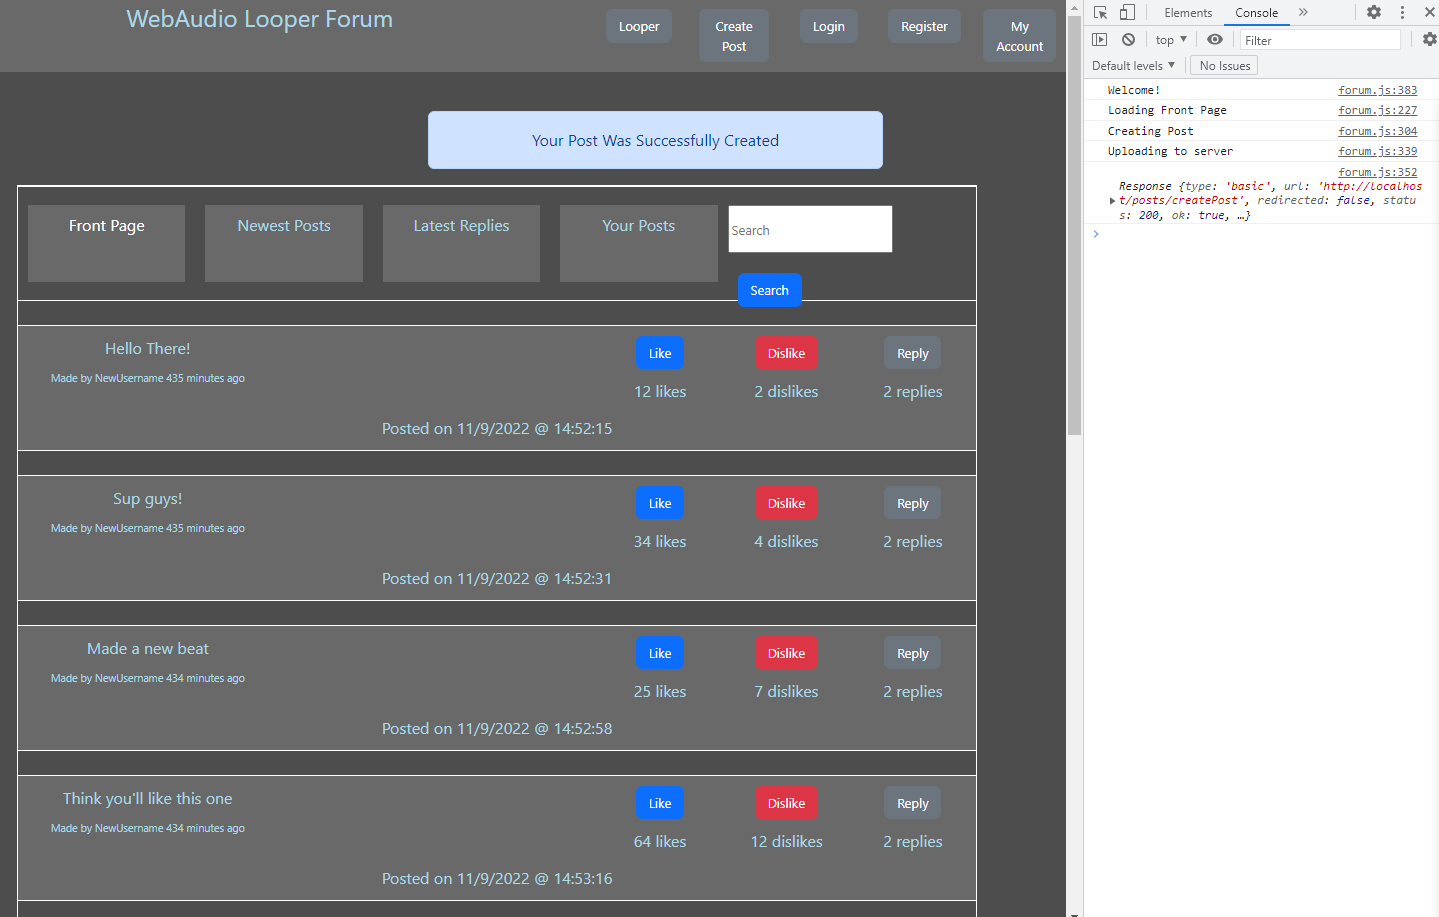 WebAudio Looper Forum
Looper
Create
Post
Login
Register
My
Account
Your Post Was Successfully Created
Front Page
Newest Posts
Latest Replies
Your Posts
Search
Search
Hello There!
Made by NewUsername 435 minutes ago
Like
Dislike
Reply
12 likes
2 dislikes
2 replies
Posted on 11/9/2022 @ 14:52:15
Sup guys!
Made by NewUsername 435 minutes ago
Like
Dislike
Reply
34 likes
4 dislikes
2 replies
Posted on 11/9/2022 @ 14:52:31
Made a new beat
Made by NewUsername 434 minutes ago
Like
Dislike
Reply
25 likes
7 dislikes
2 replies
Posted on 11/9/2022 @ 14:52:58
Think you'll like this one
Made by NewUsername 434 minutes ago
Like
Dislike
Reply
64 likes
12 dislikes
2 replies
Posted on 11/9/2022 @ 14:53:16
Elements
Console
top
Filter
Default levels
No Issues
Welcome! forum.js:383
Loading Front Page forum.js:227
Creating Post forum.js:304
Uploading to server forum.js:339
forum.js:352
Response {type: 'basic', url: 'http://localhos
t/posts/createPost', redirected: false, statu
s: 200, ok: true, …}